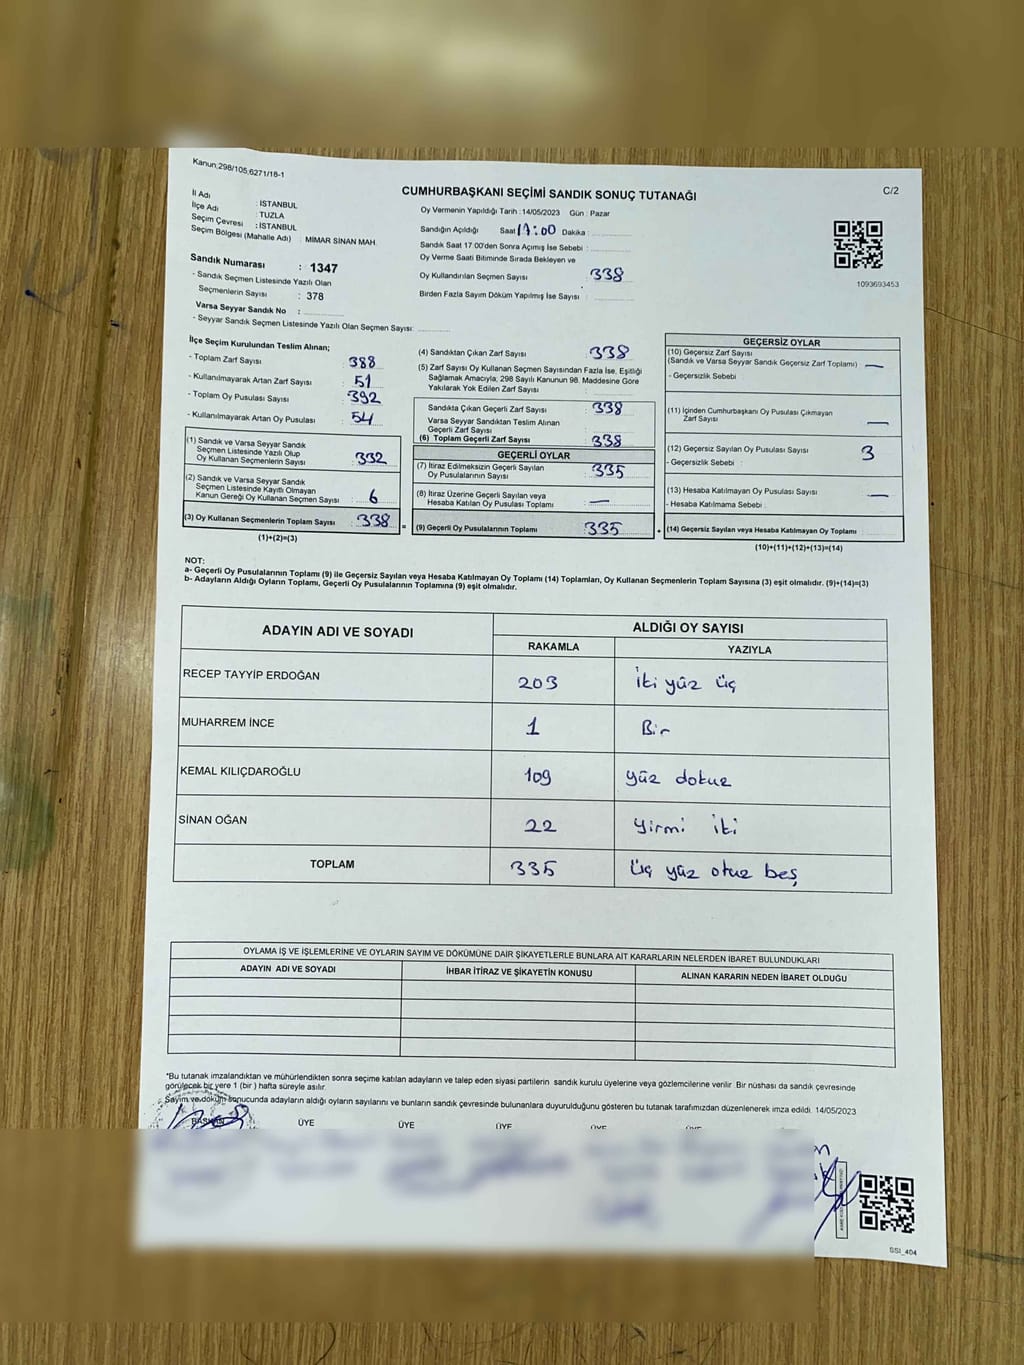 Kanun:298/105,6271/18-1
CUMHURBAŞKANI SEÇİMİ SANDIK SONUÇ TUTANAĞI
C/2
İl Adı : İSTANBUL
İlçe Adı : TUZLA
Seçim Çevresi : İSTANBUL
Seçim Bölgesi (Mahalle Adı) : MİMAR SİNAN MAH.
Sandık Numarası : 1347
- Sandık Seçmen Listesinde Yazılı Olan
Seçmenlerin Sayısı : 378
Varsa Seyyar Sandık No :
- Seyyar Sandık Seçmen Listesinde Yazılı Olan Seçmen Sayısı:
Oy Vermenin Yapıldığı Tarih :14/05/2023 Gün : Pazar
Sandığın Açıldığı Saat 17:00 Dakika :
Sandık Saat 17.00'den Sonra Açımış İse Sebebi :
Oy Verme Saati Bitiminde Sırada Bekleyen ve
Oy Kullandırılan Seçmen Sayısı : 338
Birden Fazla Sayım Döküm Yapılmış İse Sayısı :
1093693453
İlçe Seçim Kurulundan Teslim Alınan;
- Toplam Zarf Sayısı 388
- Kullanılmayarak Artan Zarf Sayısı 51
- Toplam Oy Pusulası Sayısı 392
- Kullanılmayarak Artan Oy Pusulası 54
(1) Sandık ve Varsa Seyyar Sandık
Seçmen Listesinde Yazılı Olup
Oy Kullanan Seçmenlerin Sayısı : 332
(2) Sandık ve Varsa Seyyar Sandık
Seçmen Listesinde Kayıtlı Olmayan
Kanun Gereği Oy Kullanan Seçmen Sayısı : 6
(3) Oy Kullanan Seçmenlerin Toplam Sayısı : 338
(1)+(2)=(3)
=
(4) Sandıktan Çıkan Zarf Sayısı : 338
(5) Zarf Sayısı Oy Kullanan Seçmen Sayısından Fazla İse, Eşitliği
Sağlamak Amacıyla; 298 Sayılı Kanunun 98. Maddesine Göre
Yakılarak Yok Edilen Zarf Sayısı :
Sandıkta Çıkan Geçerli Zarf Sayısı : 338
Varsa Seyyar Sandıktan Teslim Alınan
Geçerli Zarf Sayısı :
(6) Toplam Geçerli Zarf Sayısı : 338
GEÇERLİ OYLAR
(7) İtiraz Edilmeksizin Geçerli Sayılan
Oy Pusulalarının Sayısı : 335
(8) İtiraz Üzerine Geçerli Sayılan veya
Hesaba Katılan Oy Pusulası Toplamı : —
(9) Geçerli Oy Pusulalarının Toplamı : 335
+
GEÇERSİZ OYLAR
(10) Geçersiz Zarf Sayısı
(Sandık ve Varsa Seyyar Sandık Geçersiz Zarf Toplamı) : —
- Geçersizlik Sebebi :
(11) İçinden Cumhurbaşkanı Oy Pusulası Çıkmayan
Zarf Sayısı —
(12) Geçersiz Sayılan Oy Pusulası Sayısı : 3
- Geçersizlik Sebebi :
(13) Hesaba Katılmayan Oy Pusulası Sayısı : —
- Hesaba Katılmama Sebebi :
(14) Geçersiz Sayılan veya Hesaba Katılmayan Oy Toplamı :
(10)+(11)+(12)+(13)=(14)
NOT:
a- Geçerli Oy Pusulalarının Toplamı (9) ile Geçersiz Sayılan veya Hesaba Katılmayan Oy Toplamı (14) Toplamları, Oy Kullanan Seçmenlerin Toplam Sayısına (3) eşit olmalıdır. (9)+(14)=(3)
b- Adayların Aldığı Oyların Toplamı, Geçerli Oy Pusulalarının Toplamına (9) eşit olmalıdır.
ADAYIN ADI VE SOYADI
ALDIĞI OY SAYISI
RAKAMLA YAZIYLA
RECEP TAYYİP ERDOĞAN 203 İki yüz üç
MUHARREM İNCE 1 Bir
KEMAL KILIÇDAROĞLU 109 yüz dokuz
SİNAN OĞAN 22 yirmi iki
TOPLAM 335 üç yüz otuz beş
OYLAMA İŞ VE İŞLEMLERİNE VE OYLARIN SAYIM VE DÖKÜMÜNE DAİR ŞİKAYETLERLE BUNLARA AİT KARARLARIN NELERDEN İBARET BULUNDUKLARI
ADAYIN ADI VE SOYADI İHBAR İTİRAZ VE ŞİKAYETİN KONUSU ALINAN KARARIN NEDEN İBARET OLDUĞU
*Bu tutanak imzalandıktan ve mühürlendikten sonra seçime katılan adayların ve talep eden siyasi partilerin sandık kurulu üyelerine veya gözlemcilerine verilir. Bir nüshası da sandık çevresinde
görülecek bir yere 1 (bir ) hafta süreyle asılır.
Sayım ve döküm sonucunda adayların aldığı oyların sayılarını ve bunların sandık çevresinde bulunanlara duyurulduğunu gösteren bu tutanak tarafımızdan düzenlenerek imza edildi. 14/05/2023
BAŞKAN ÜYE ÜYE ÜYE ÜYE ÜYE
SSI_404